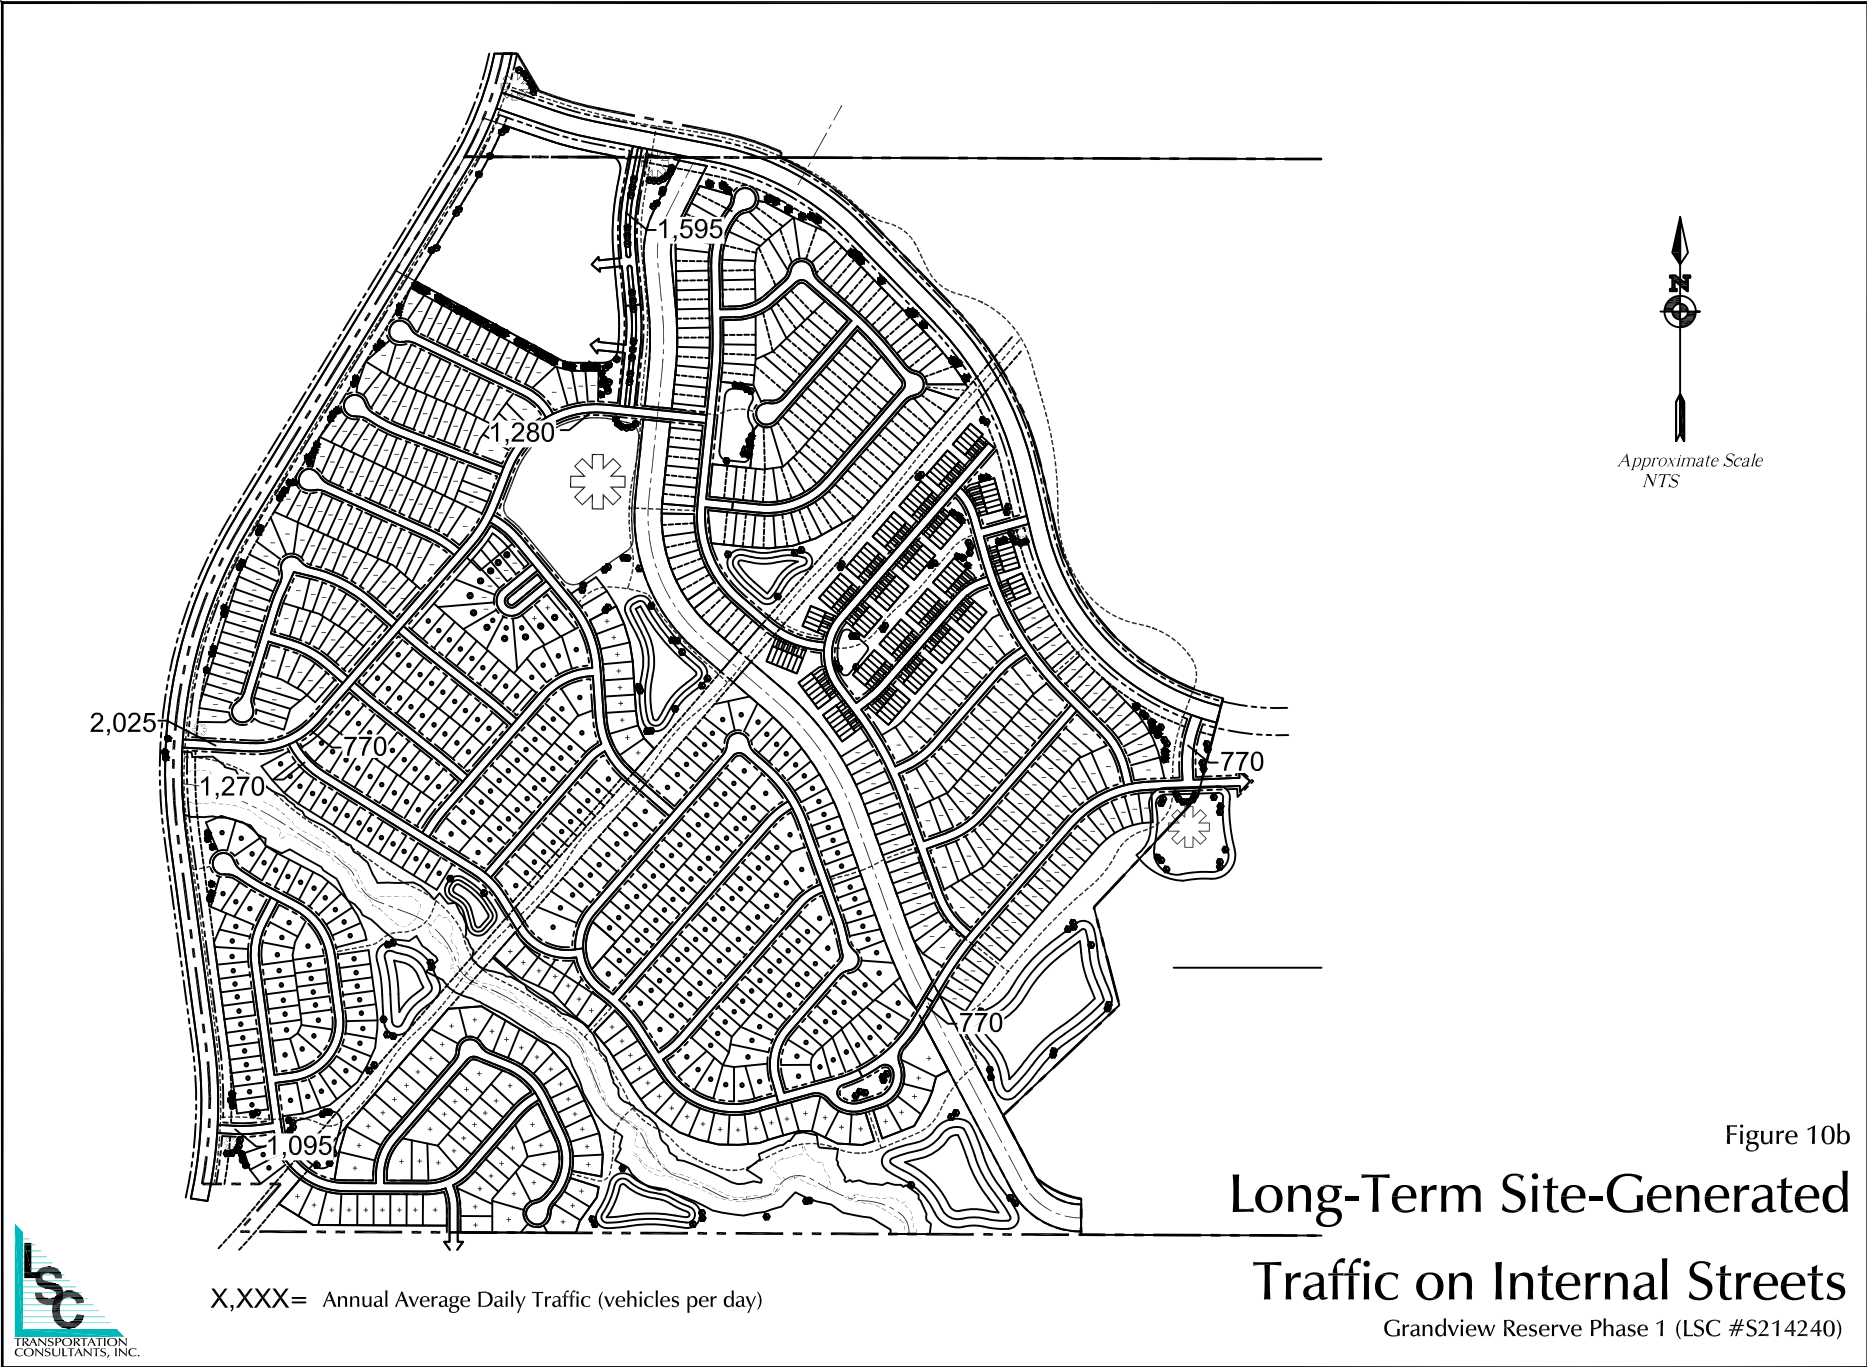 1,595
N
Approximate Scale
NTS
1,280
2,025
770
1,270
770
770
1,095
Figure 10b
Long-Term Site-Generated
Traffic on Internal Streets
Grandview Reserve Phase 1 (LSC #S214240)
X,XXX= Annual Average Daily Traffic (vehicles per day)
LSC
TRANSPORTATION
CONSULTANTS, INC.